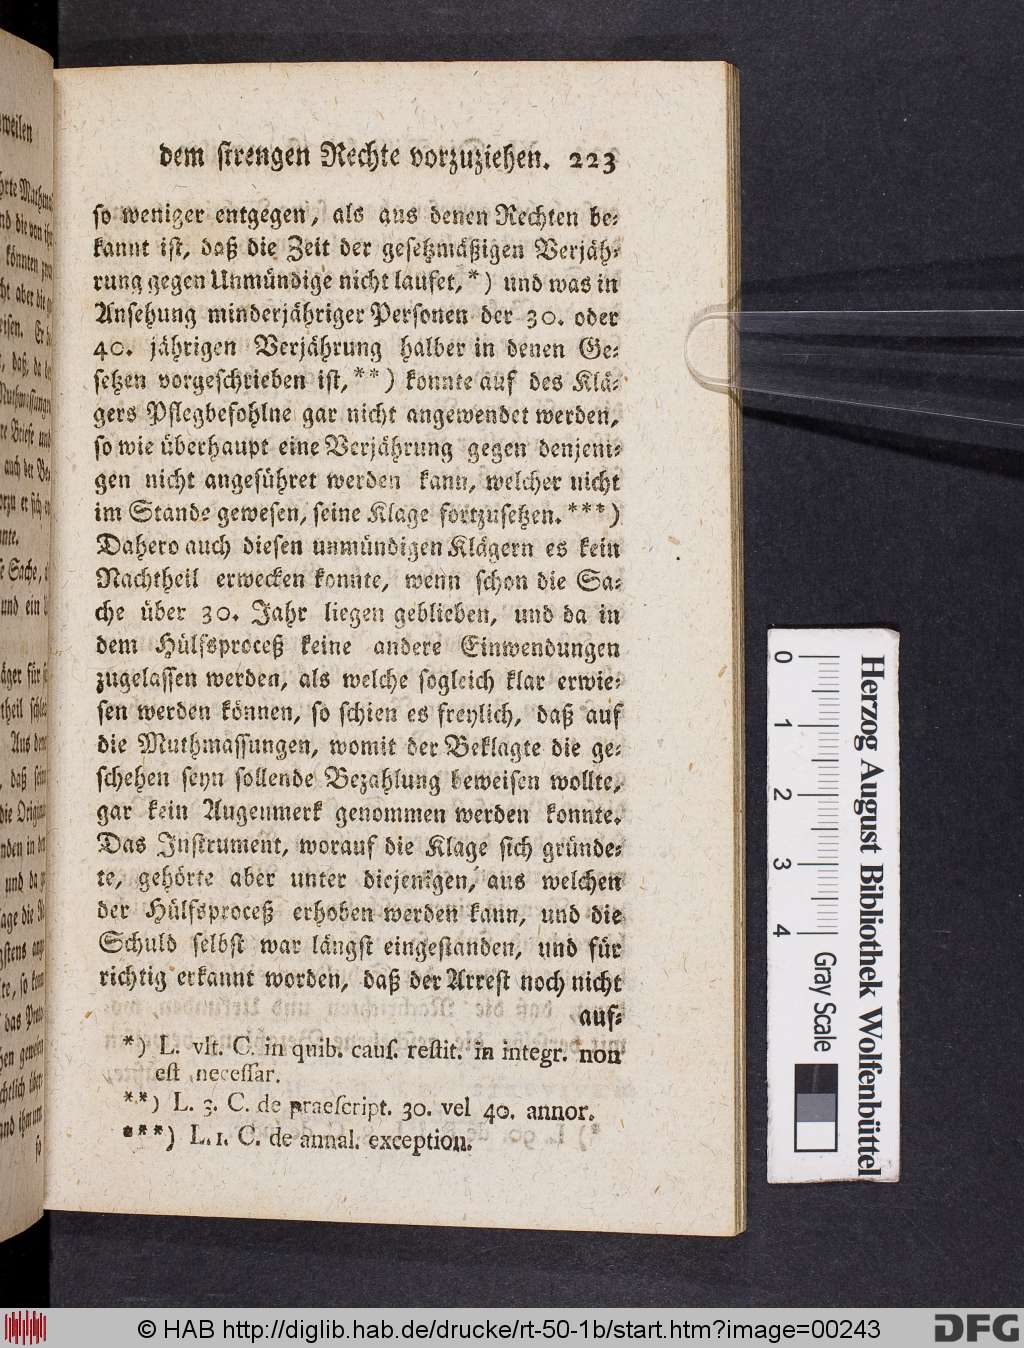 dem strengen Rechte vorzuziehen. 223
so weniger entgegen, als aus denen Rechten be-
kannt ist, daß die Zeit der gesetzmäßigen Verjäh-
rung gegen Unmündige nicht laufet,*) und was in
Ansehung minderjähriger Personen der 30. oder
40. jährigen Verjährung halber in denen Ge-
setzen vorgeschrieben ist,**) konnte auf des Klä-
gers Pflegbefohlne gar nicht angewendet werden,
so wie überhaupt eine Verjährung gegen denjeni-
gen nicht angeführet werden kann, welcher nicht
im Stande gewesen, seine Klage fortzusetzen.***)
Dahero auch diesen unmündigen Klägern es kein
Nachtheil erwecken konnte, wenn schon die Sa-
che über 30. Jahr liegen geblieben, und da in
dem Hülfsproceß keine andere Einwendungen
zugelassen werden, als welche sogleich klar erwie-
sen werden können, so schien es freylich, daß auf
die Muthmassungen, womit der Beklagte die ge-
schehen seyn sollende Bezahlung beweisen wollte,
gar kein Augenmerk genommen werden konnte.
Das Instrument, worauf die Klage sich gründe-
te, gehörte aber unter diejenigen, aus welchen
der Hülfsproceß erhoben werden kann, und die
Schuld selbst war längst eingestanden, und für
richtig erkannt worden, daß der Arrest noch nicht
auf-
*) L. vlt. C. in quib. cauſ. reſtit. in integr. non
eſt neceſſar.
**) L. 3. C. de praeſcript. 30. vel 40. annor.
***) L. 1. C. de annal. exception.
0 1 2 3 4
Herzog August Bibliothek Wolfenbüttel
Gray Scale
© HAB http://diglib.hab.de/drucke/rt-50-1b/start.htm?image=00243
DFG